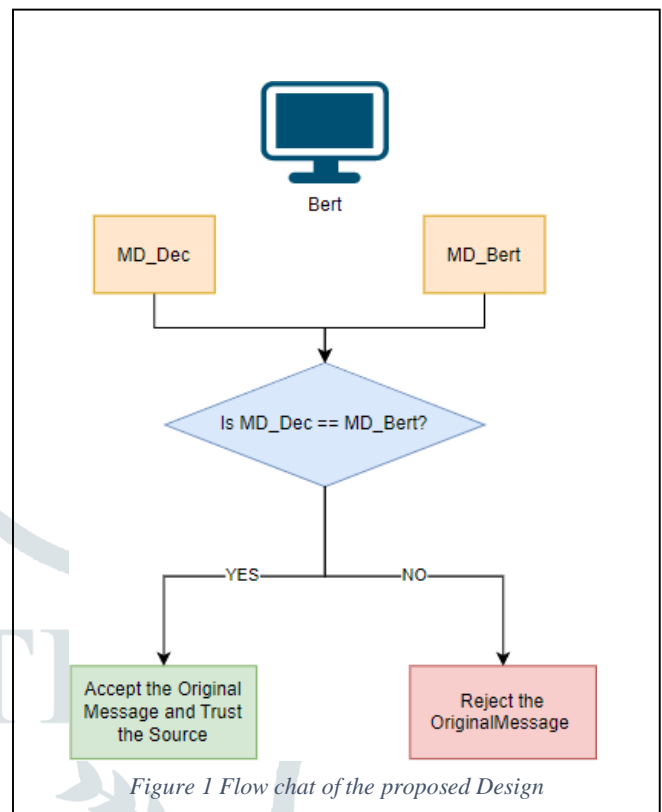 Bert
MD_Dec
MD_Bert
Is MD_Dec == MD_Bert?
YES
NO
Accept the Original
Message and Trust
the Source
Reject the
OriginalMessage
Figure 1 Flow chat of the proposed Design